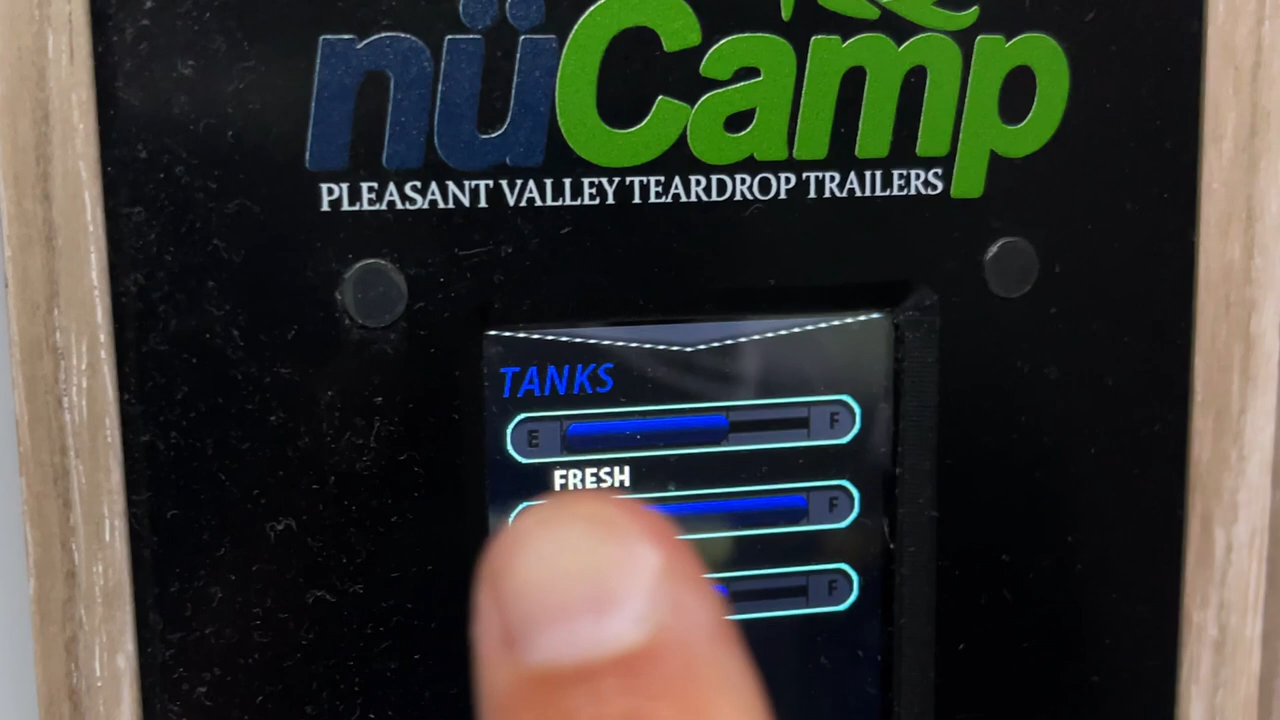 nüCamp
PLEASANT VALLEY TEARDROP TRAILERS
TANKS
E F
FRESH
F
F